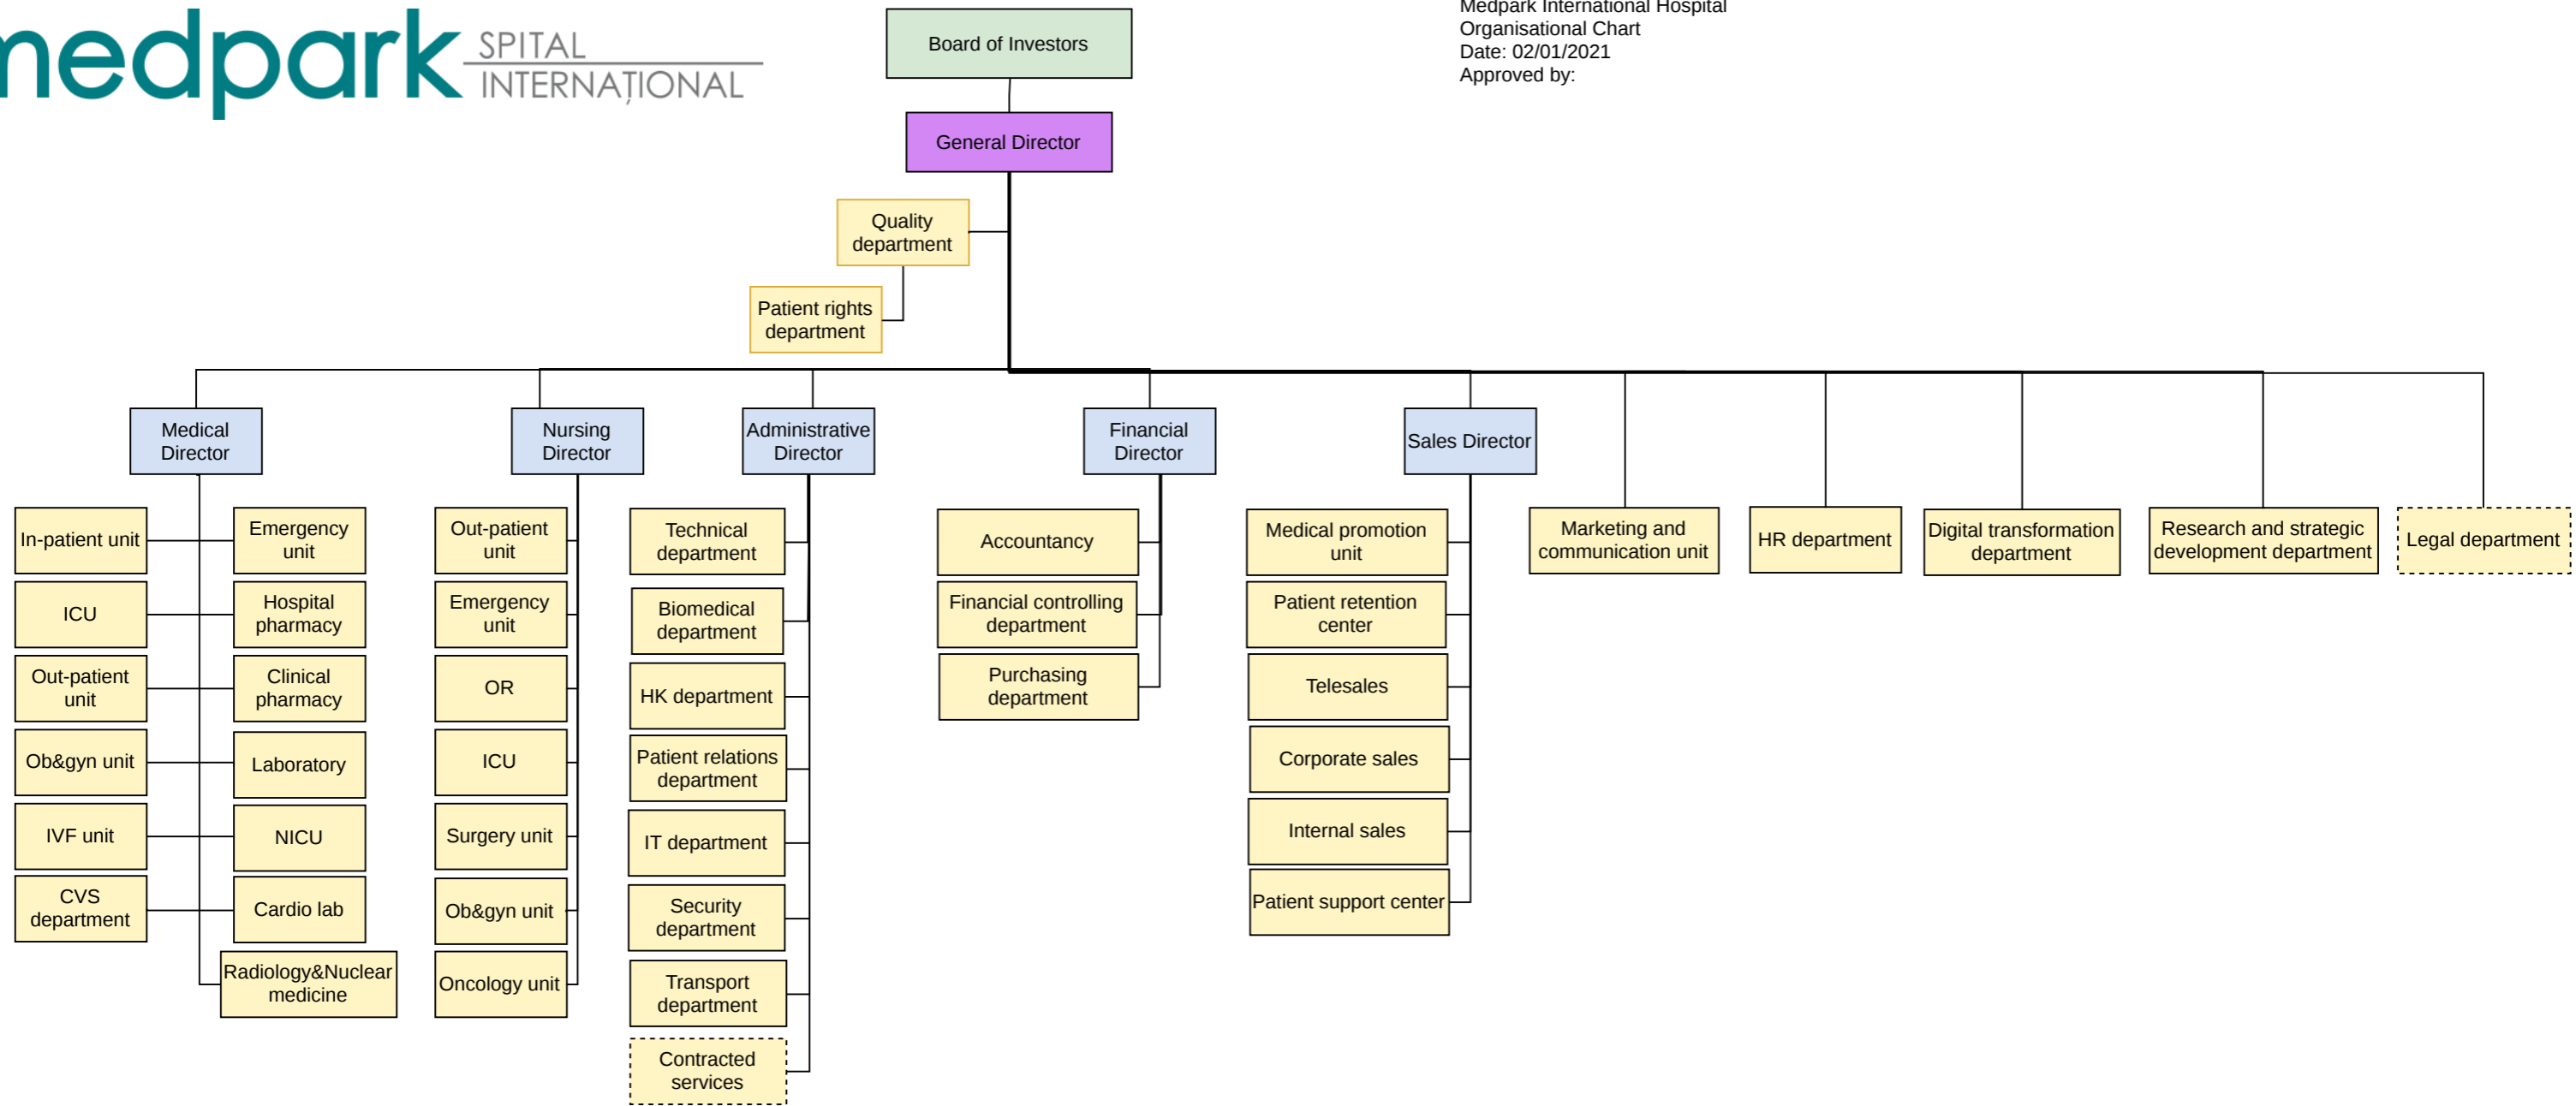 medpark
SPITAL
INTERNAȚIONAL
Medpark International Hospital
Organisational Chart
Date: 02/01/2021
Approved by:
Board of Investors
General Director
Quality
department
Patient rights
department
Medical
Director
Nursing
Director
Administrative
Director
Financial
Director
Sales Director
In-patient unit
ICU
Out-patient
unit
Ob&gyn unit
IVF unit
CVS
department
Emergency
unit
Hospital
pharmacy
Clinical
pharmacy
Laboratory
NICU
Cardio lab
Radiology&Nuclear
medicine
Out-patient
unit
Emergency
unit
OR
ICU
Surgery unit
Ob&gyn unit
Oncology unit
Technical
department
Biomedical
department
HK department
Patient relations
department
IT department
Security
department
Transport
department
Contracted
services
Accountancy
Financial controlling
department
Purchasing
department
Medical promotion
unit
Patient retention
center
Telesales
Corporate sales
Internal sales
Patient support center
Marketing and
communication unit
HR department
Digital transformation
department
Research and strategic
development department
Legal department